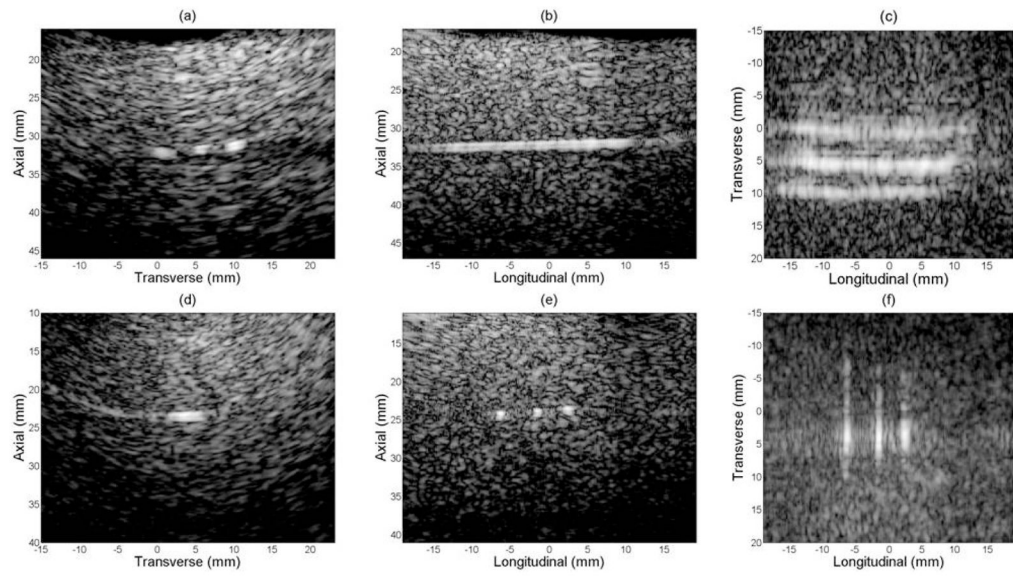 (a)
20
25
30
35
40
45
Axial (mm)
-15 -10 -5 0 5 10 15 20
Transverse (mm)
(b)
20
25
30
35
40
45
Axial (mm)
-15 -10 -5 0 5 10 15
Longitudinal (mm)
(c)
-15
-10
-5
0
5
10
15
20
Transverse (mm)
-15 -10 -5 0 5 10 15
Longitudinal (mm)
(d)
10
15
20
25
30
35
40
Axial (mm)
-15 -10 -5 0 5 10 15 20
Transverse (mm)
(e)
15
20
25
30
35
40
Axial (mm)
-15 -10 -5 0 5 10 15
Longitudinal (mm)
(f)
-15
-10
-5
0
5
10
15
20
Transverse (mm)
-15 -10 -5 0 5 10 15
Longitudinal (mm)